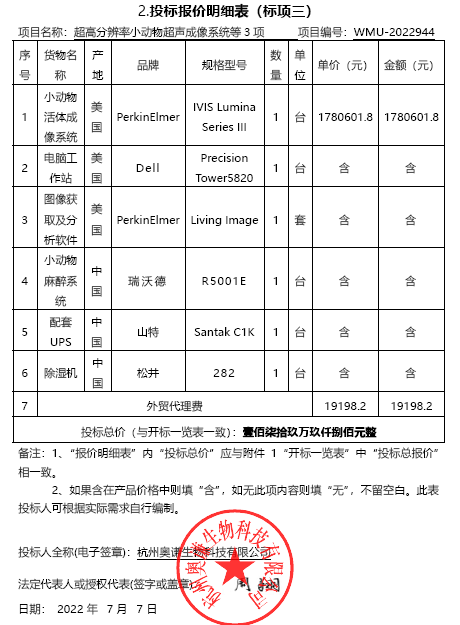 2.投标报价明细表（标项三）
项目名称：超高分辨率小动物超声成像系统等3项 项目编号：WMU-2022944
序号 货物名称 产地 品牌 规格型号 数量 单位 单价（元） 金额（元）
1 小动物活体成像系统 美国 PerkinElmer IVIS Lumina Series III 1 台 1780601.8 1780601.8
2 电脑工作站 美国 Dell Precision Tower5820 1 台 含 含
3 图像获取及分析软件 美国 PerkinElmer Living Image 1 套 含 含
4 小动物麻醉系统 中国 瑞沃德 R5001E 1 台 含 含
5 配套UPS 中国 山特 Santak C1K 1 台 含 含
6 除湿机 中国 松井 282 1 台 含 含
7 外贸代理费 19198.2 19198.2
投标总价（与开标一览表一致）：壹佰柒拾玖万玖仟捌佰元整
备注：1、“报价明细表”内“投标总价”应与附件 1“开标一览表”中“投标总报价”
相一致。
2、如果含在产品价格中则填“含”，如无此项内容则填“无”，不留空白。此表
投标人可根据实际需求自行编制。
投标人全称(电子签章)：杭州奥谱生物科技有限公司
法定代表人或授权代表(签字或盖章)：
日期： 2022 年 7 月 7 日